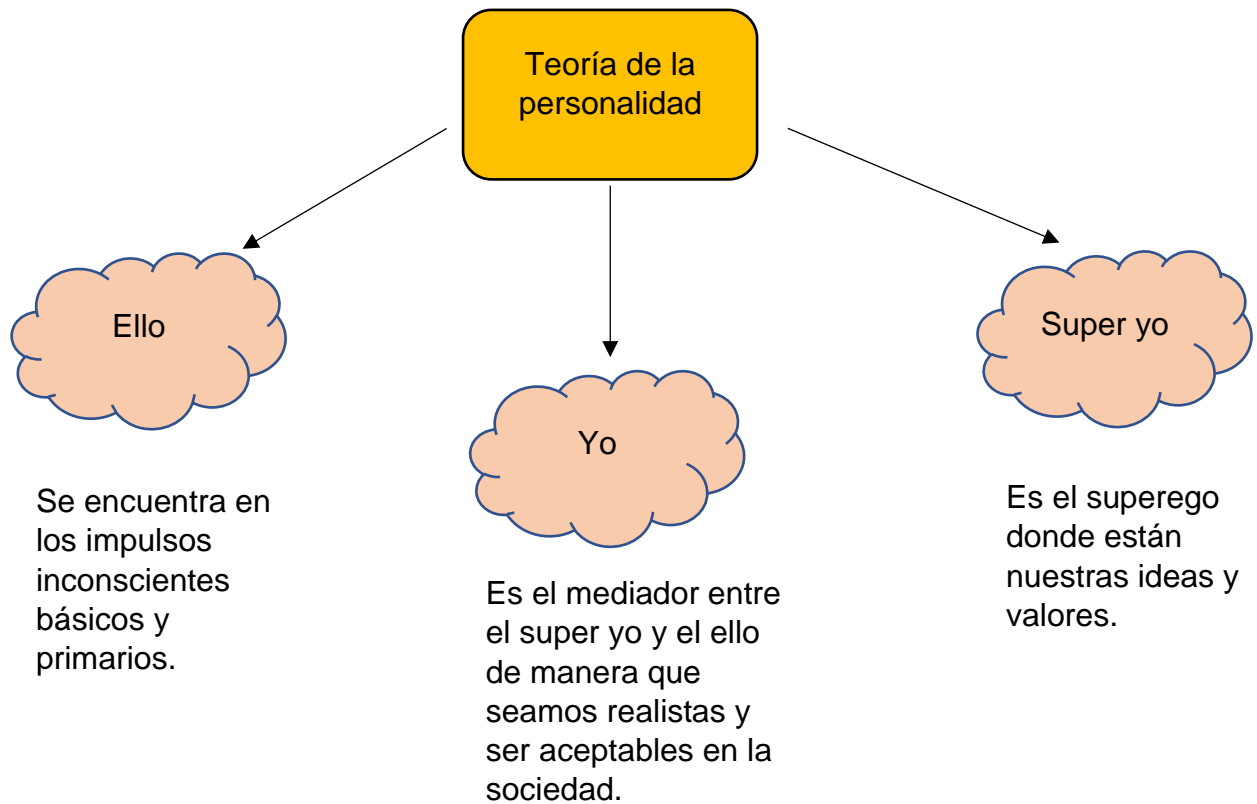 Teoría de la
personalidad
Ello
Super yo
Yo
Se encuentra en
los impulsos
inconscientes
básicos y
primarios.
Es el mediador entre
el super yo y el ello
de manera que
seamos realistas y
ser aceptables en la
sociedad.
Es el superego
donde están
nuestras ideas y
valores.